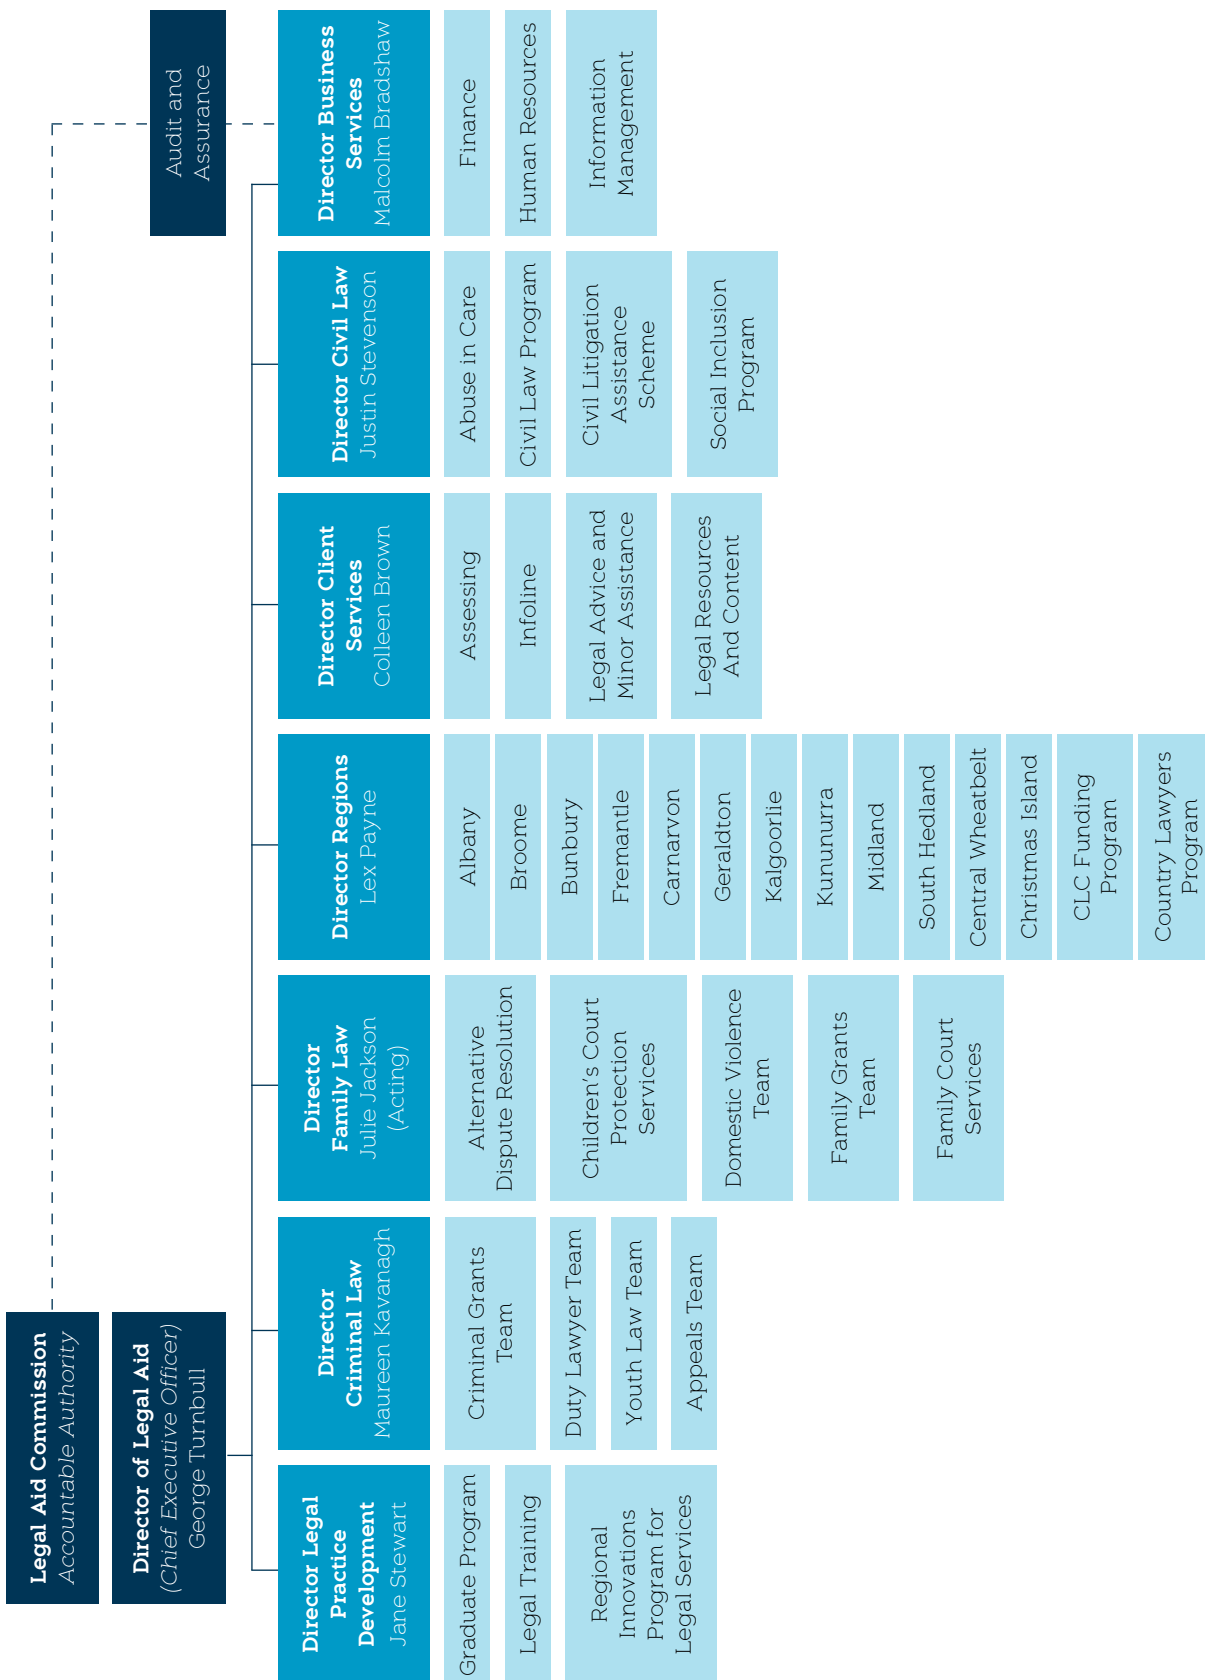 Legal Aid Commission
Accountable Authority
Director of Legal Aid
(Chief Executive Officer)
George Turnbull
Audit and
Assurance
Director Legal
Practice
Development
Jane Stewart
Graduate Program
Legal Training
Regional
Innovations
Program for
Legal Services
Director
Criminal Law
Maureen Kavanagh
Criminal Grants
Team
Duty Lawyer Team
Youth Law Team
Appeals Team
Director
Family Law
Julie Jackson
(Acting)
Alternative
Dispute Resolution
Children's Court
Protection
Services
Domestic Violence
Team
Family Grants
Team
Family Court
Services
Director Regions
Lex Payne
Albany
Broome
Bunbury
Fremantle
Carnarvon
Geraldton
Kalgoorlie
Kununurra
Midland
South Hedland
Central Wheatbelt
Christmas Island
CLC Funding
Program
Country Lawyers
Program
Director Client
Services
Colleen Brown
Assessing
Infoline
Legal Advice and
Minor Assistance
Legal Resources
And Content
Director Civil Law
Justin Stevenson
Abuse in Care
Civil Law Program
Civil Litigation
Assistance
Scheme
Social Inclusion
Program
Director Business
Services
Malcolm Bradshaw
Finance
Human Resources
Information
Management